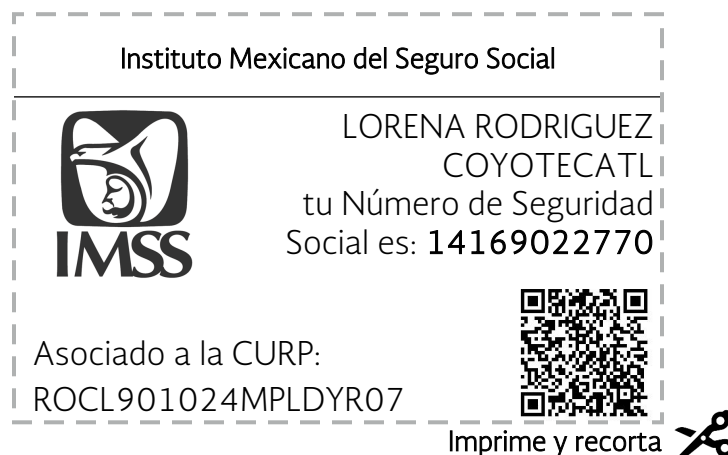 Instituto Mexicano del Seguro Social
LORENA RODRIGUEZ
COYOTECATL
tu Número de Seguridad
Social es: 14169022770
IMSS
Asociado a la CURP:
ROCL901024MPLDYR07
Imprime y recorta